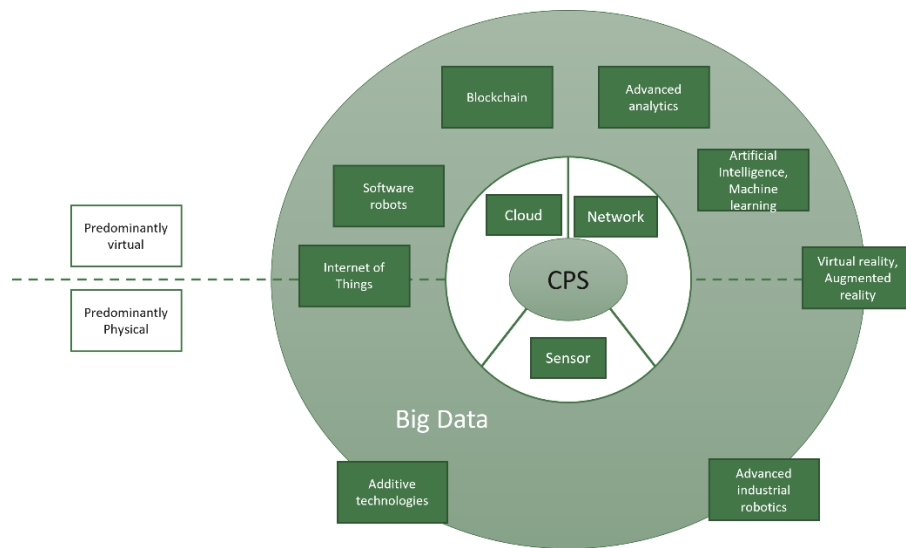 Blockchain
Advanced
analytics
Artificial
Intelligence,
Machine
learning
Software
robots
Cloud
Network
Predominantly
virtual
Internet of
Things
CPS
Virtual reality,
Augmented
reality
Predominantly
Physical
Sensor
Big Data
Additive
technologies
Advanced
industrial
robotics